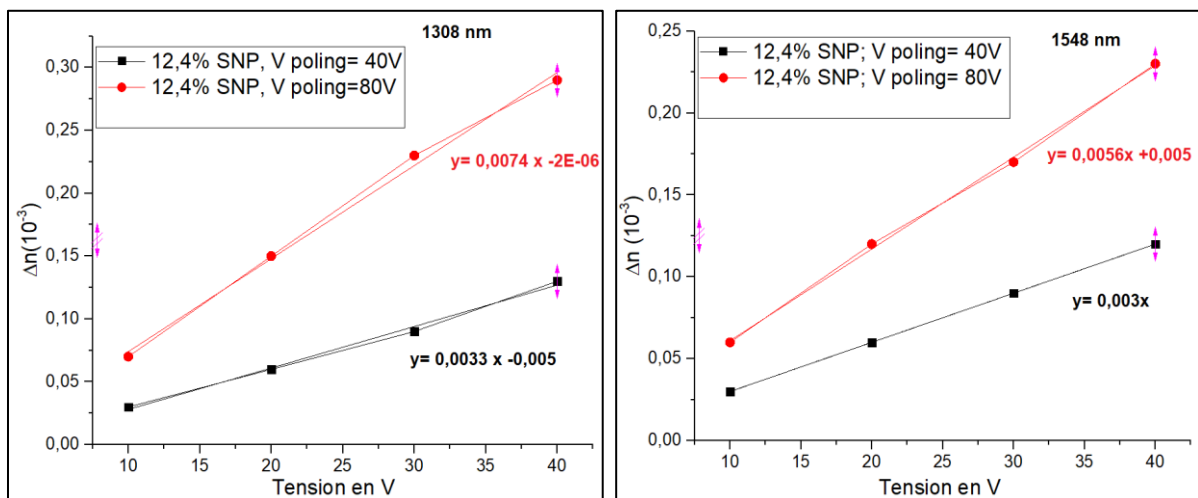 1308 nm
12,4% SNP, V poling= 40V
12,4% SNP, V poling=80V
0,30
0,25
0,20
0,15
0,10
0,05
0,00
Δn(10⁻³)
y= 0,0074 x -2E-06
y= 0,0033 x -0,005
10 15 20 25 30 35 40
Tension en V
1548 nm
12,4% SNP; V poling= 40V
12,4% SNP; V poling= 80V
0,25
0,20
0,15
0,10
0,05
0,00
Δn (10⁻³)
y= 0,0056x +0,005
y= 0,003x
10 15 20 25 30 35 40
Tension en V